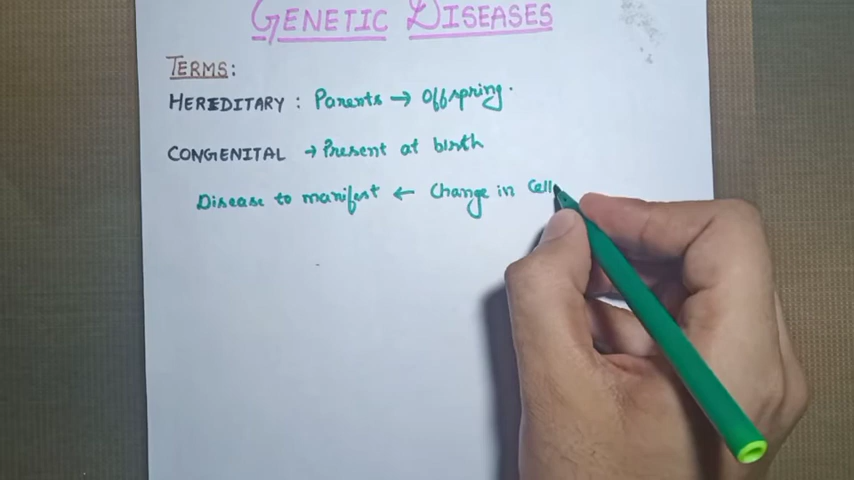 GENETIC DISEASES
TERMS:
HEREDITARY : Parents → Offspring.
CONGENITAL → Present at birth
Disease to manifest ← Change in Cell